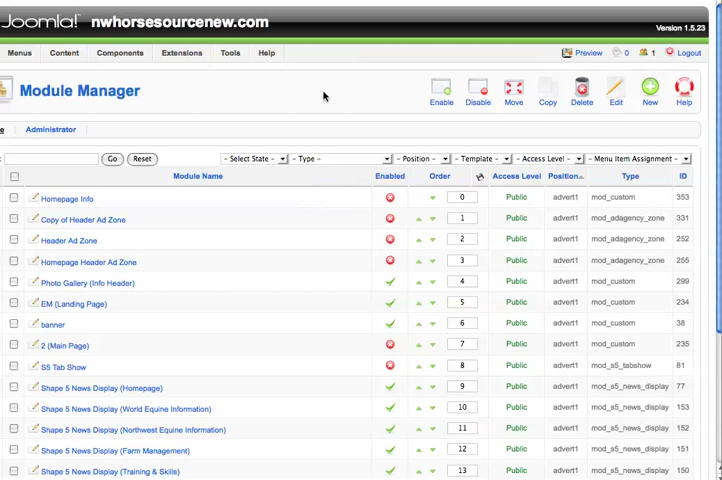 Joomla! nwhorsesourcenew.com
Version 1.5.23
Menus Content Components Extensions Tools Help Preview 0 1 Logout
Module Manager
Enable Disable Move Copy Delete Edit New Help
Administrator
Go Reset - Select State - - Type - - Position - - Template - - Access Level - - Menu Item Assignment -
Module Name Enabled Order Access Level Position Type ID
Homepage Info 0 Public advert1 mod_custom 353
Copy of Header Ad Zone 1 Public advert1 mod_adagency_zone 331
Header Ad Zone 2 Public advert1 mod_adagency_zone 252
Homepage Header Ad Zone 3 Public advert1 mod_adagency_zone 255
Photo Gallery (Info Header) 4 Public advert1 mod_custom 299
EM (Landing Page) 5 Public advert1 mod_custom 234
banner 6 Public advert1 mod_custom 38
2 (Main Page) 7 Public advert1 mod_custom 235
S5 Tab Show 8 Public advert1 mod_s5_tabshow 81
Shape 5 News Display (Homepage) 9 Public advert1 mod_s5_news_display 77
Shape 5 News Display (World Equine Information) 10 Public advert1 mod_s5_news_display 153
Shape 5 News Display (Northwest Equine Information) 11 Public advert1 mod_s5_news_display 152
Shape 5 News Display (Farm Management) 12 Public advert1 mod_s5_news_display 151
Shape 5 News Display (Training & Skills) 13 Public advert1 mod_s5_news_display 150